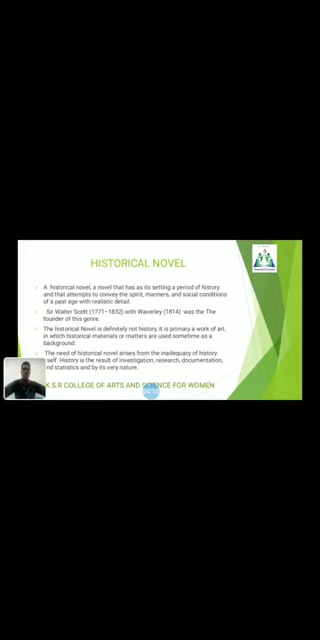 HISTORICAL NOVEL
A historical novel, a novel that has as its setting a period of history
and that attempts to convey the spirit, manners, and social conditions
of a past age with realistic detail.
Sir Walter Scott (1771–1832) with Waverley (1814) was the The
founder of this genre.
The historical Novel is definitely not history, it is primary a work of art,
in which historical materials or matters are used sometime as a
background.
The need of historical novel arises from the inadequacy of history
self. History is the result of investigation, research, documentation,
nd statistics and by its very nature.
K.S.R COLLEGE OF ARTS AND SCIENCE FOR WOMEN